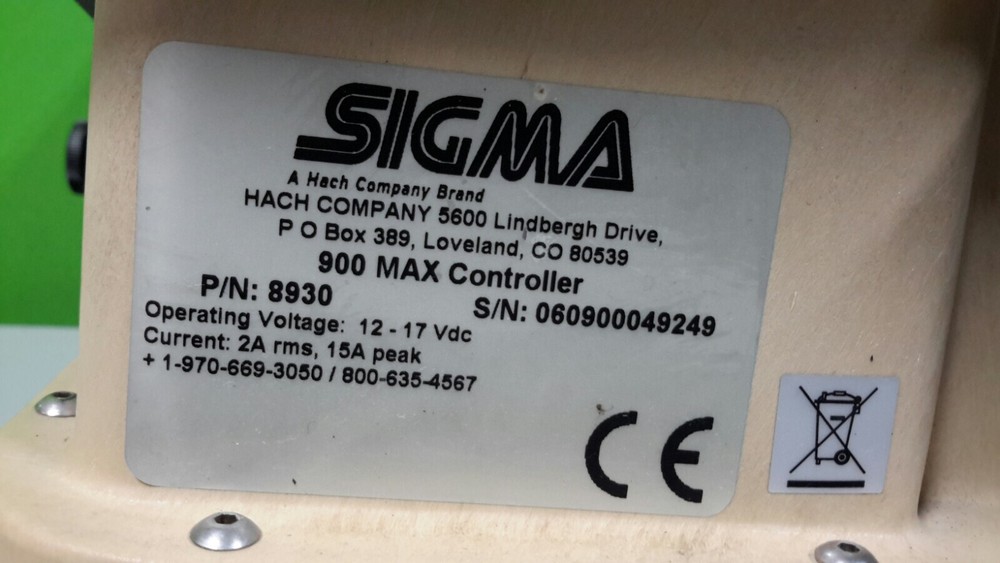 SIGMA
A Hach Company Brand
HACH COMPANY 5600 Lindbergh Drive,
P O Box 389, Loveland, CO 80539
900 MAX Controller
P/N: 8930 S/N: 060900049249
Operating Voltage: 12 - 17 Vdc
Current: 2A rms, 15A peak
+ 1-970-669-3050 / 800-635-4567
CE